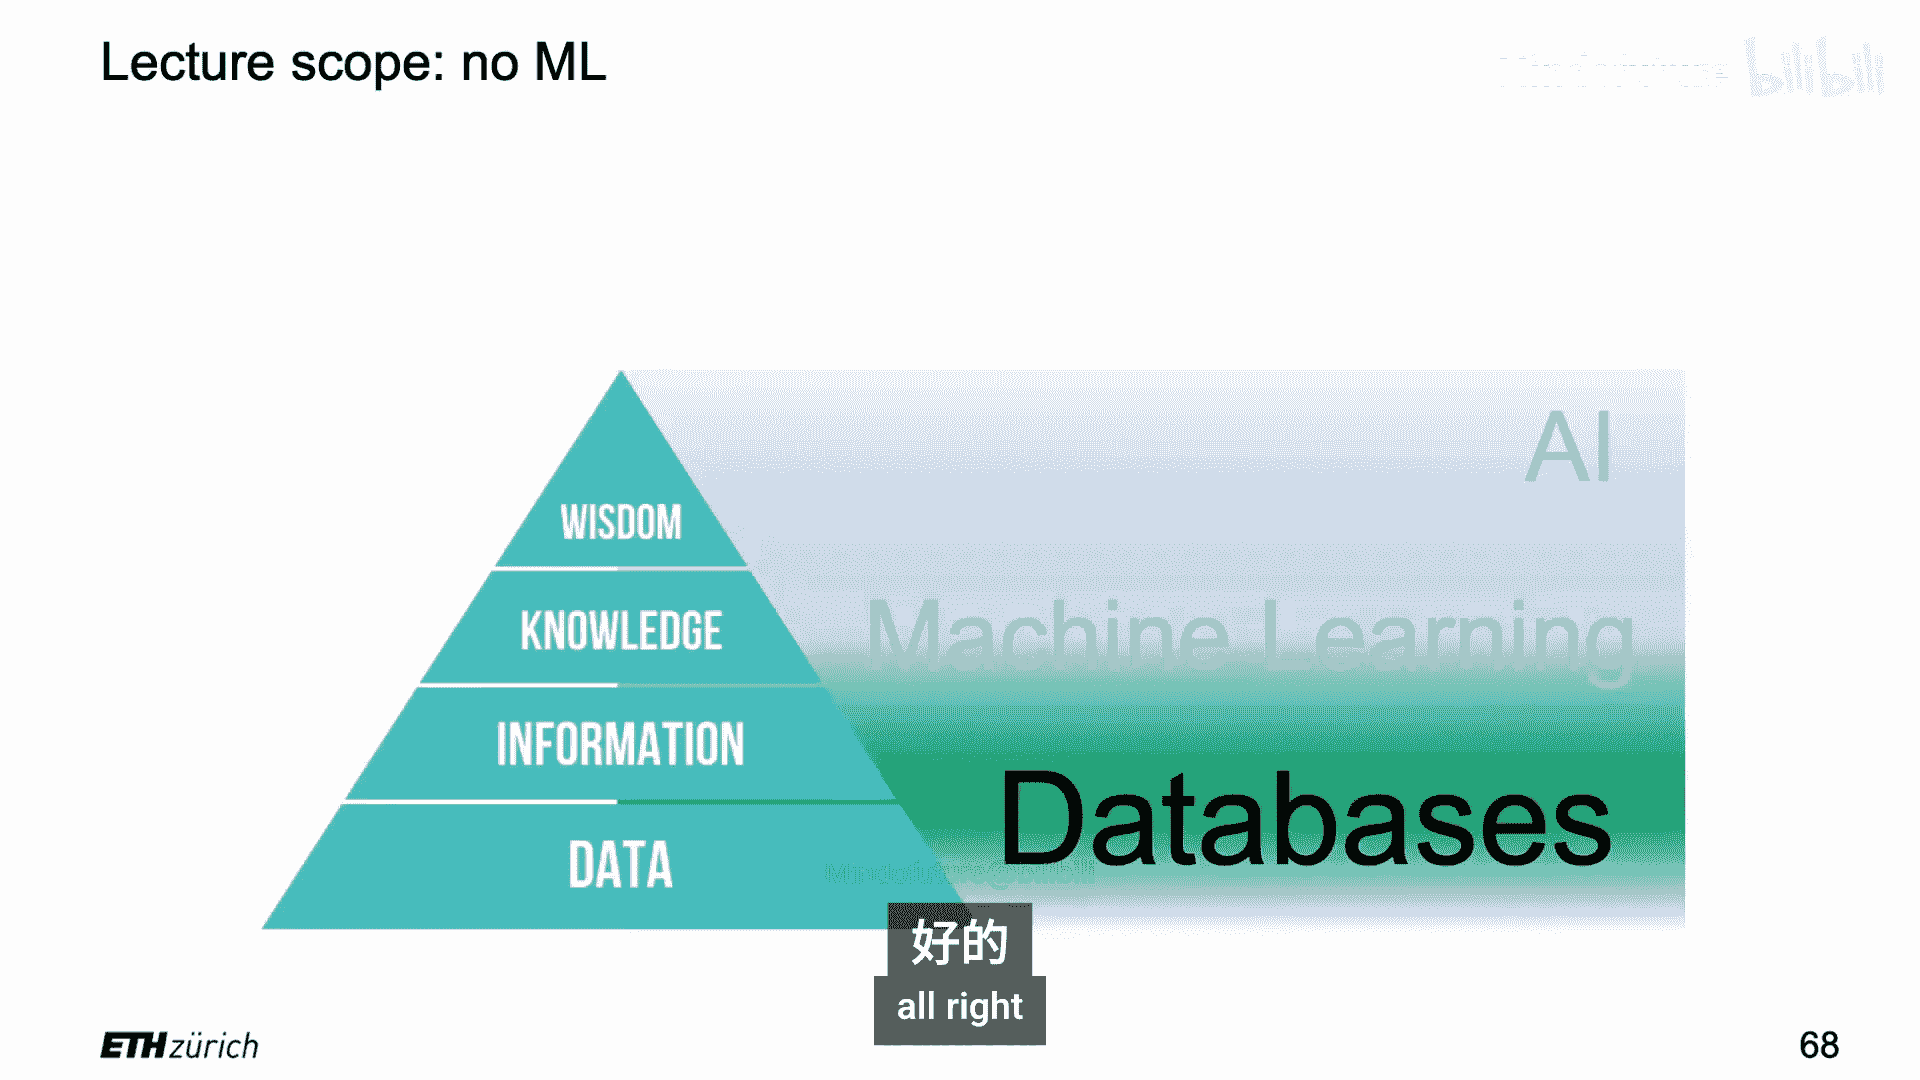 Lecture scope: no ML
bilibili
AI
WISDOM
KNOWLEDGE
Machine Learning
INFORMATION
Databases
DATA
好的
all right
ETH zürich
68